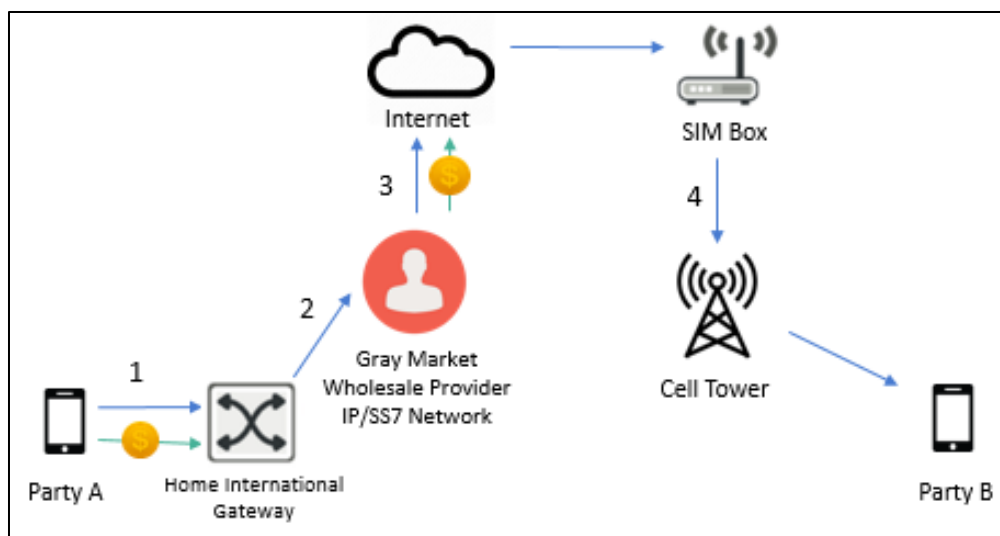 Internet
SIM Box
3
$
4
2
Gray Market
Wholesale Provider
IP/SS7 Network
1
Cell Tower
$
Party A
Home International
Gateway
Party B